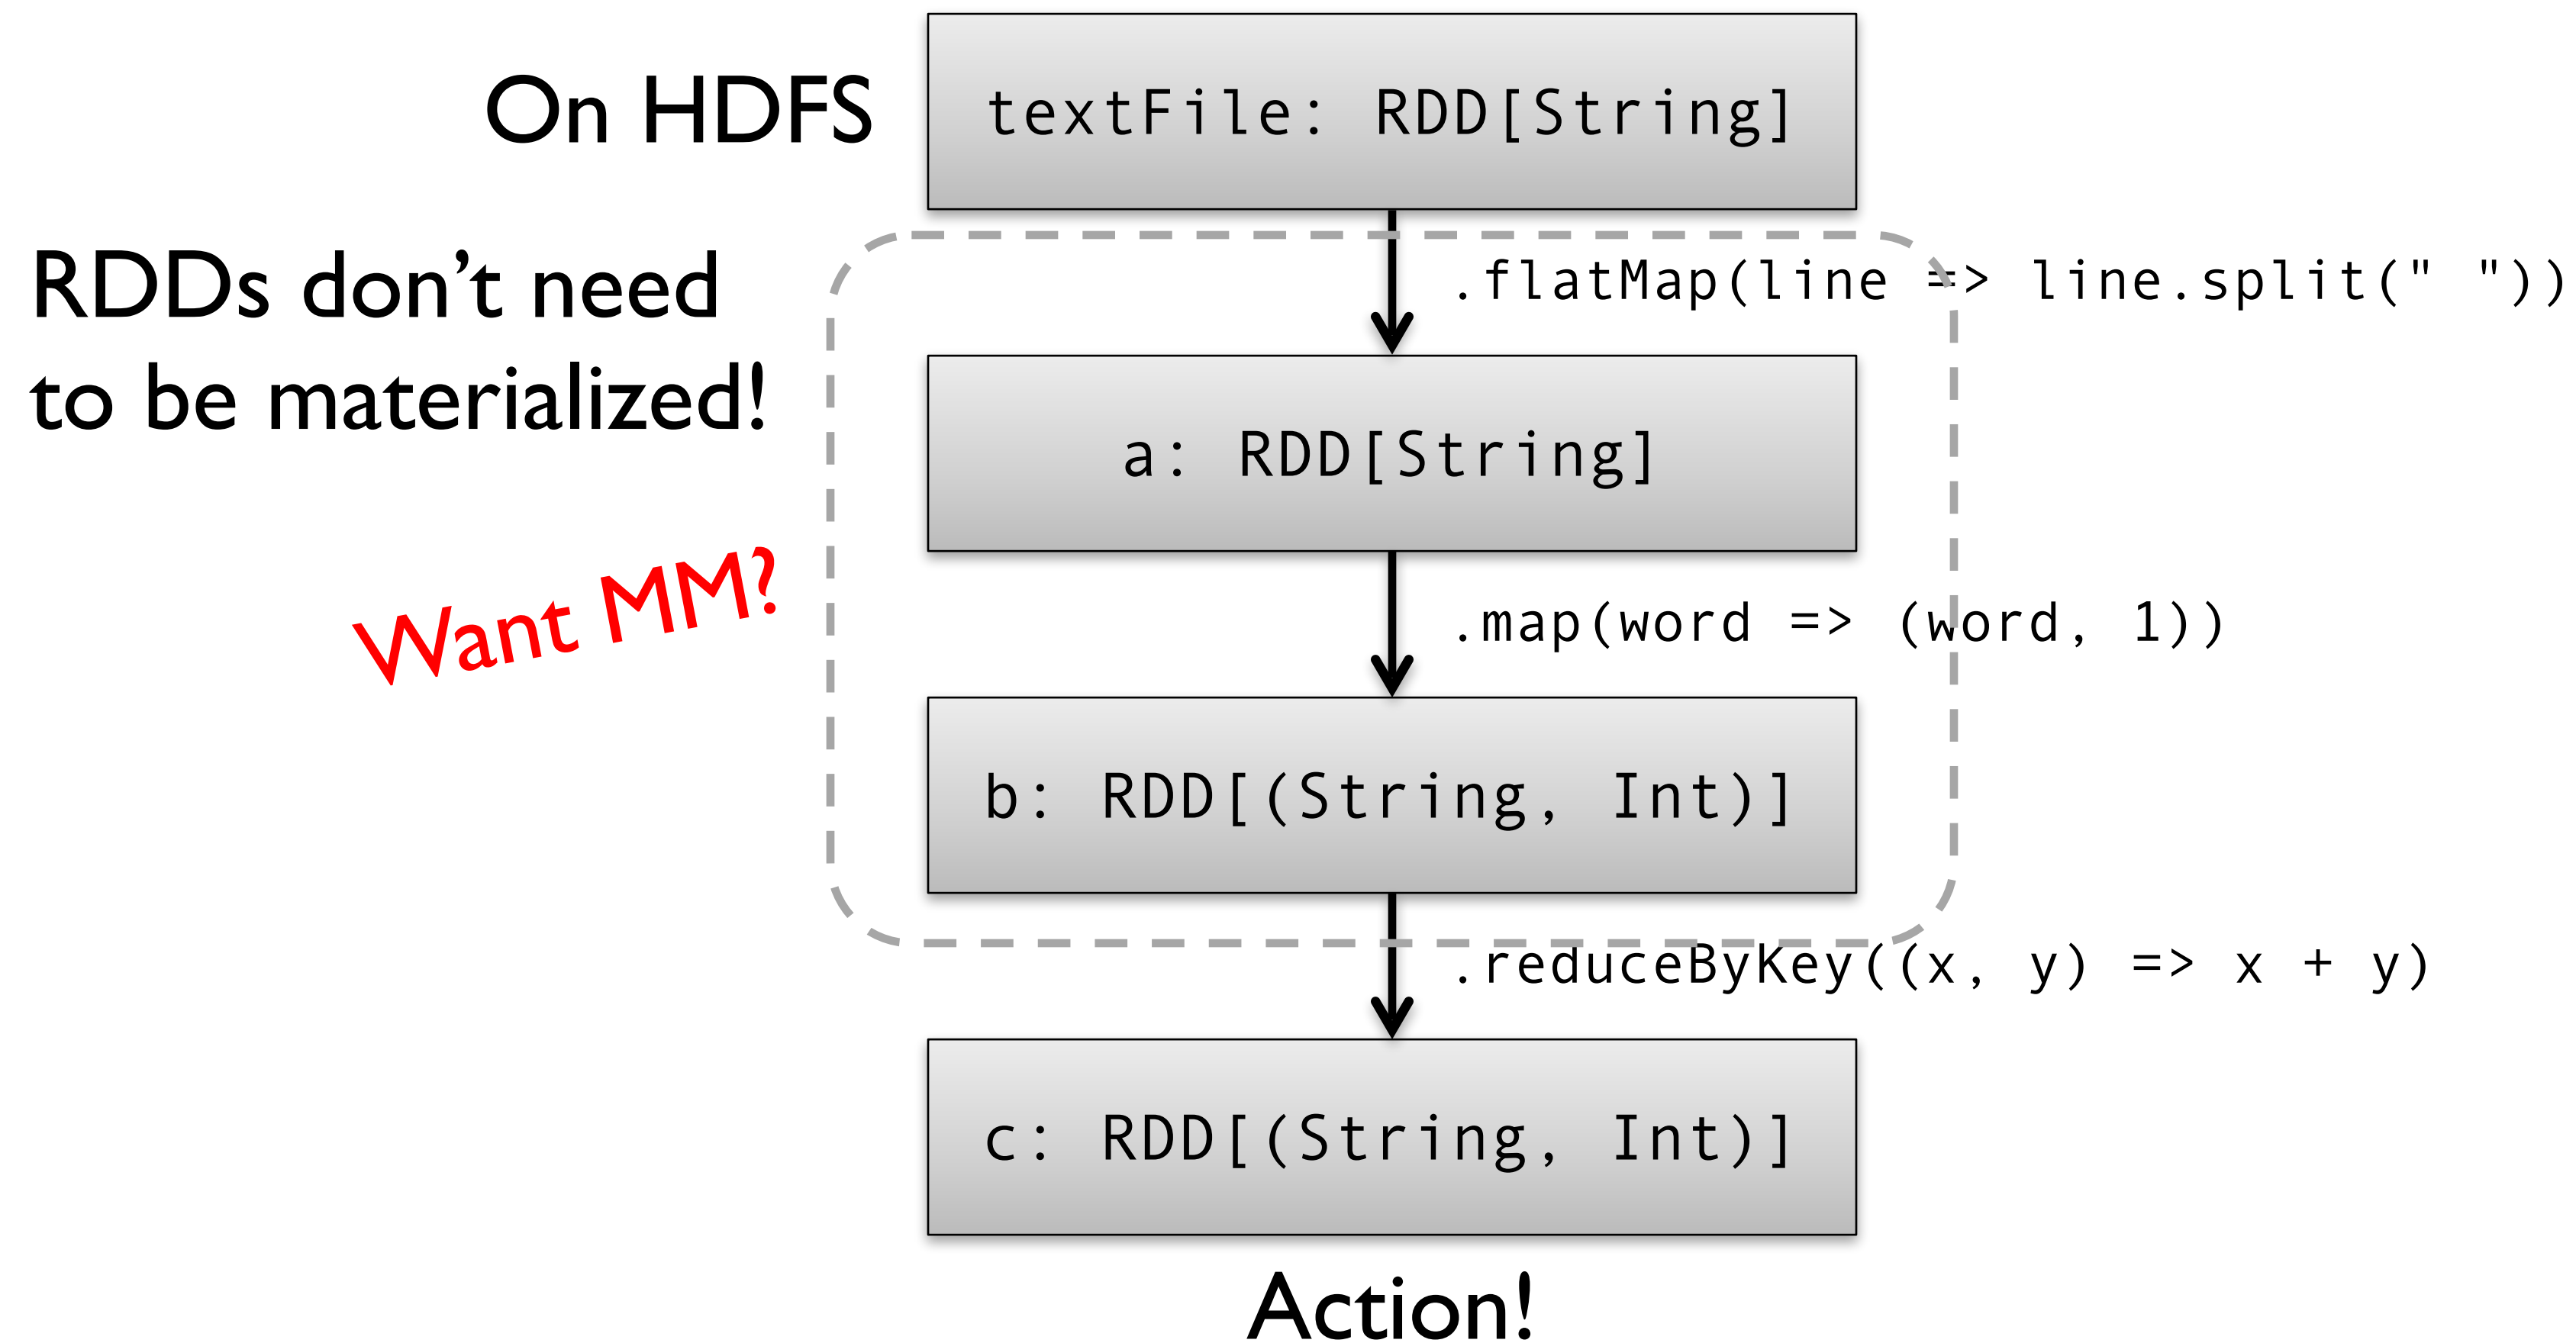 On HDFS
textFile: RDD[String]
RDDs don’t need
to be materialized!
.flatMap(line => line.split(" "))
a: RDD[String]
Want MM?
.map(word => (word, 1))
b: RDD[(String, Int)]
.reduceByKey((x, y) => x + y)
c: RDD[(String, Int)]
Action!